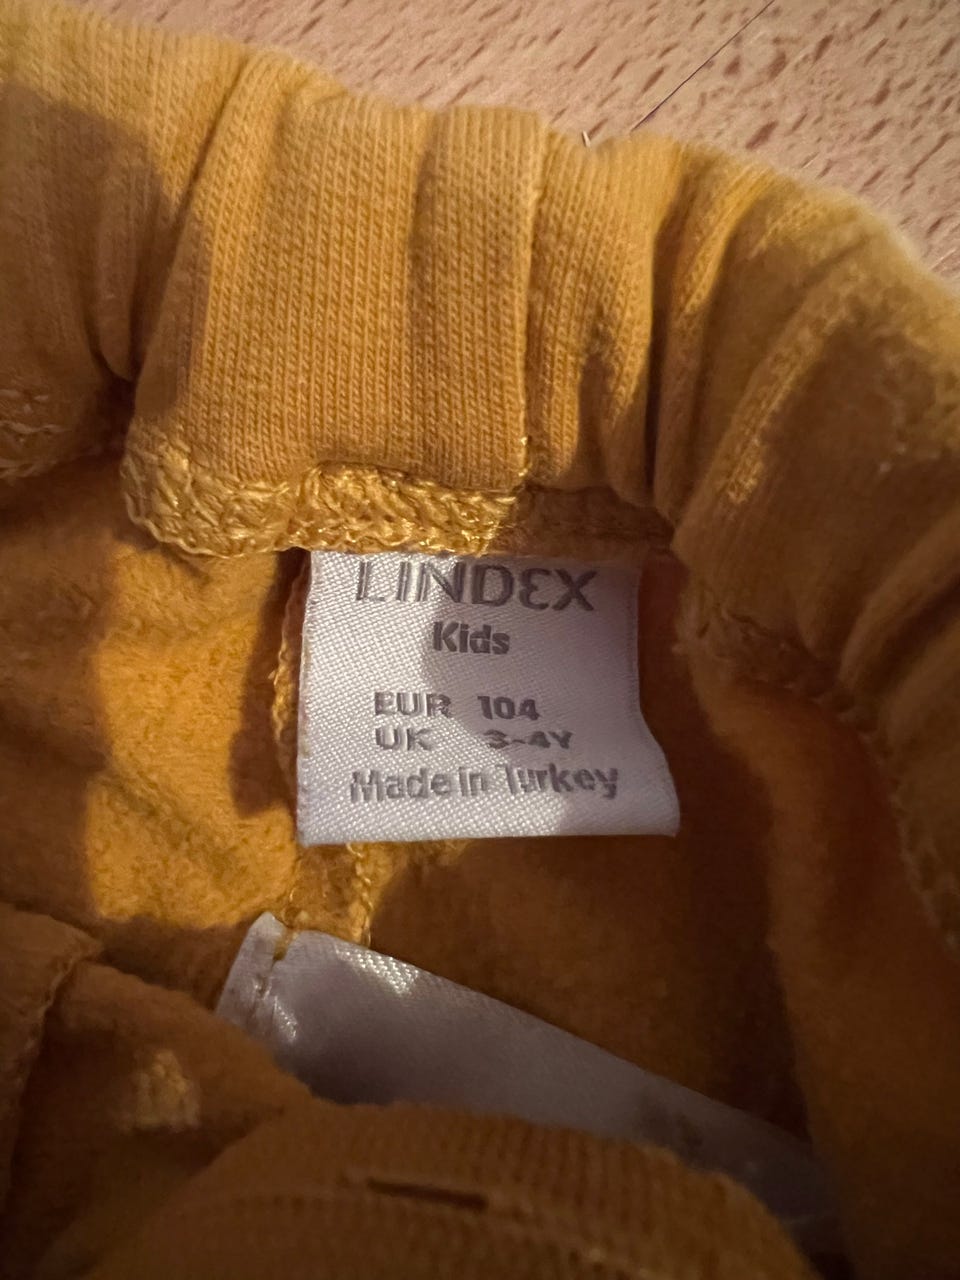 LINDEX
Kids
EUR 104
UK 3-4Y
Made in Turkey